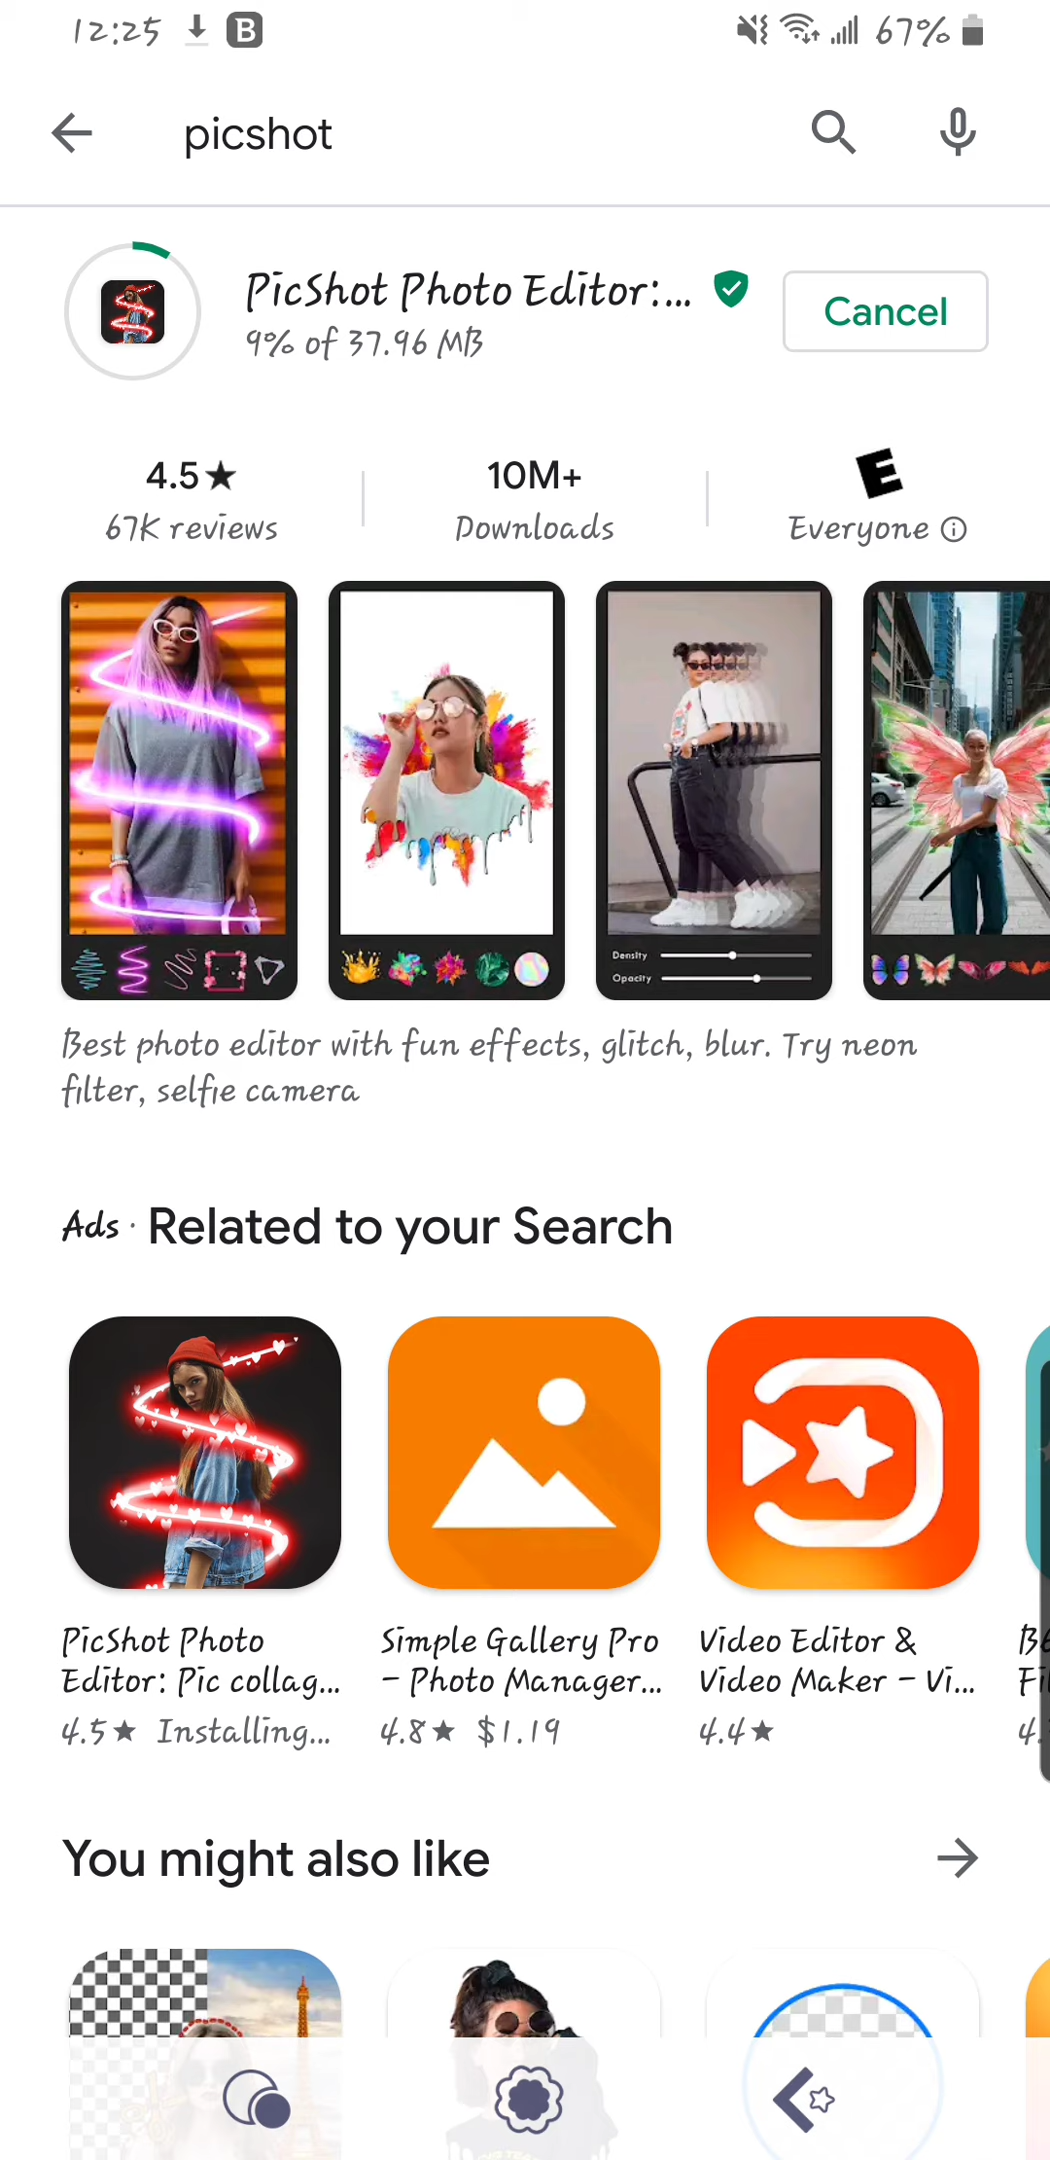 12:25 B 67%
picshot
PicShot Photo Editor:...
9% of 37.96 MB
Cancel
4.5★
67K reviews
10M+
Downloads
E
Everyone
Density
Opacity
Best photo editor with fun effects, glitch, blur. Try neon
filter, selfie camera
Ads · Related to your Search
PicShot Photo
Editor: Pic collag...
4.5★ Installing...
Simple Gallery Pro
- Photo Manager...
4.8★ $1.19
Video Editor &
Video Maker - Vi...
4.4★
You might also like